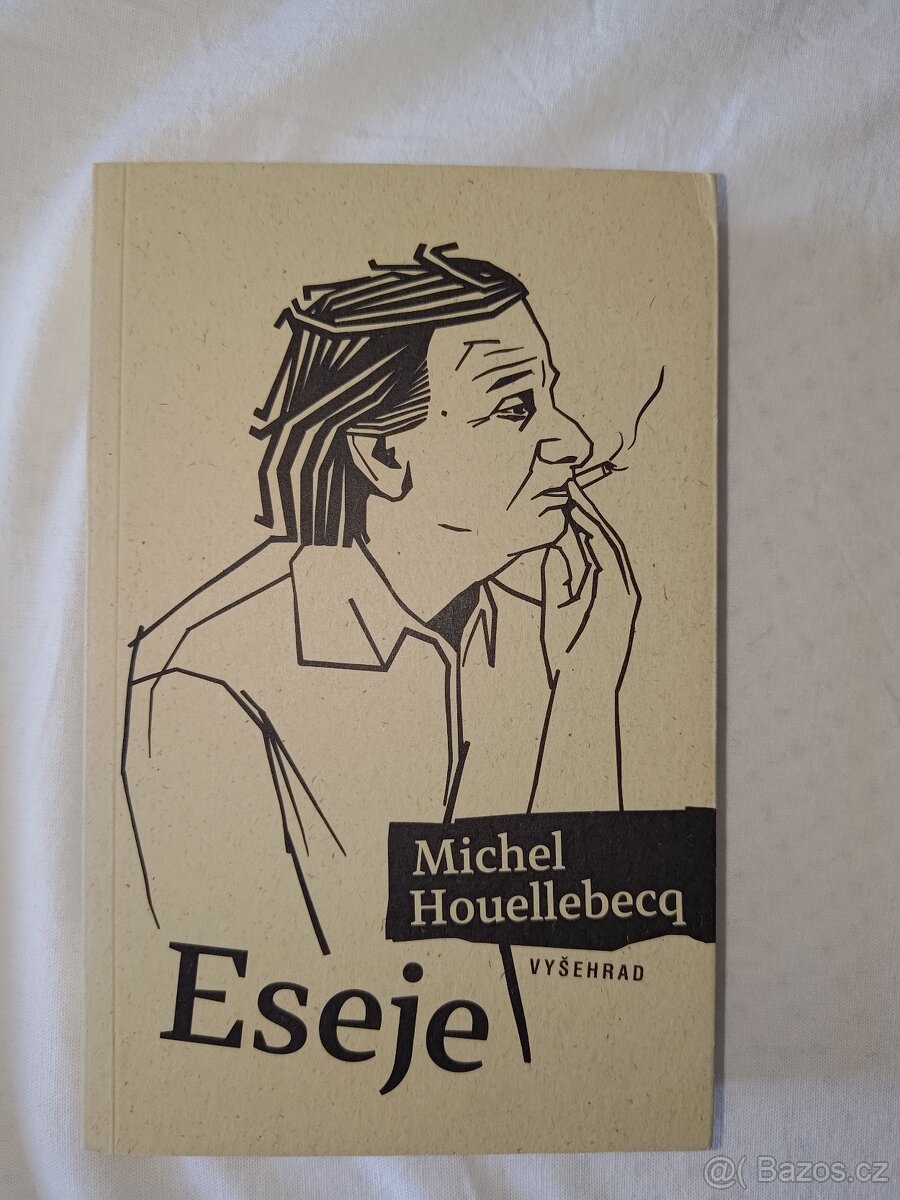 Michel
Houellebecq
VYŠEHRAD
Eseje
@( Bazos.cz